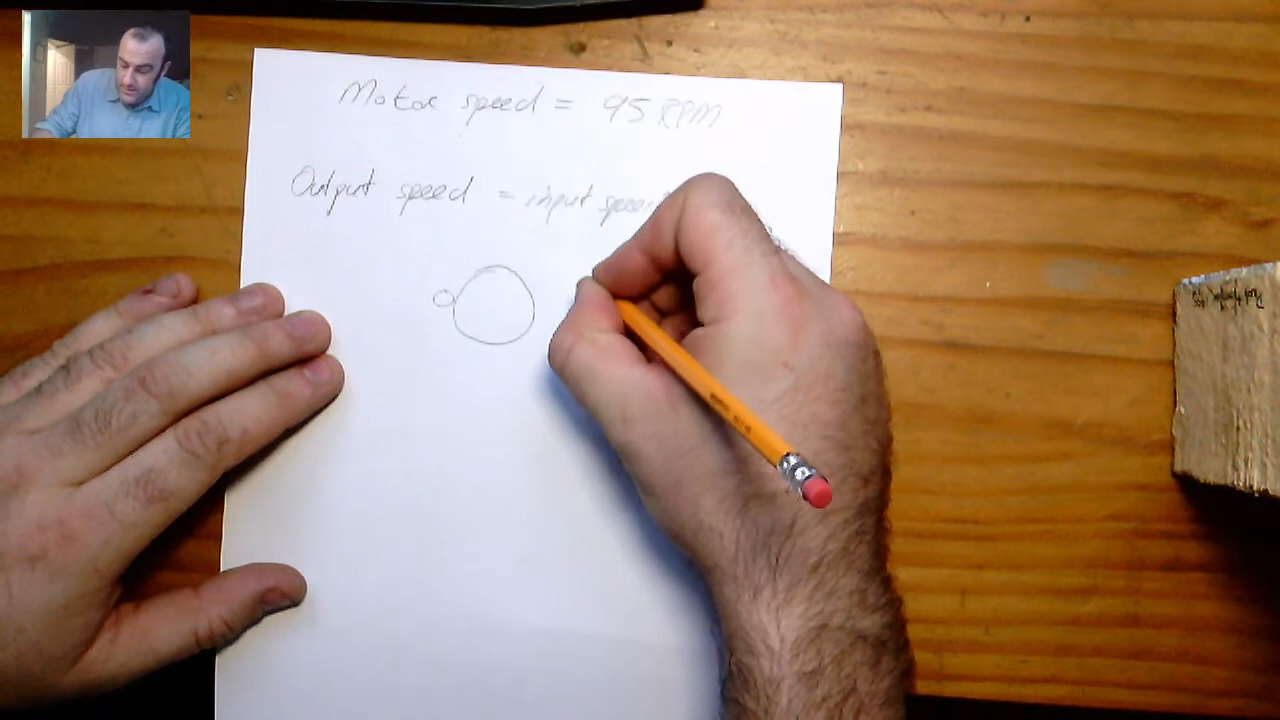 Motor speed = 95 RPM
Output speed = input speed